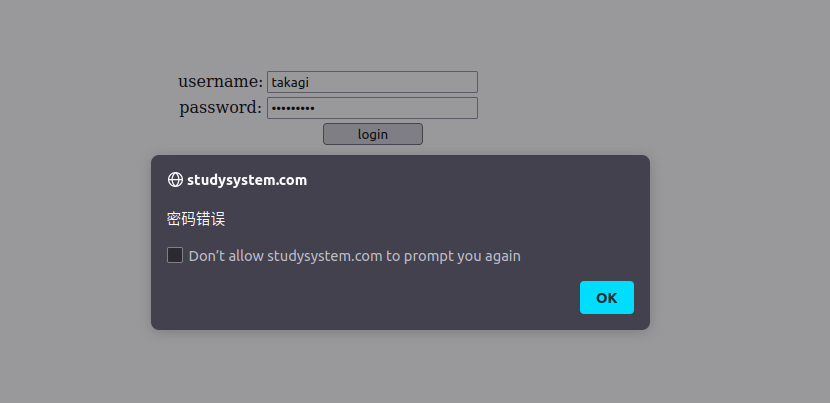 username: takagi
password: •••••••••
login
studysystem.com
密码错误
Don’t allow studysystem.com to prompt you again
OK